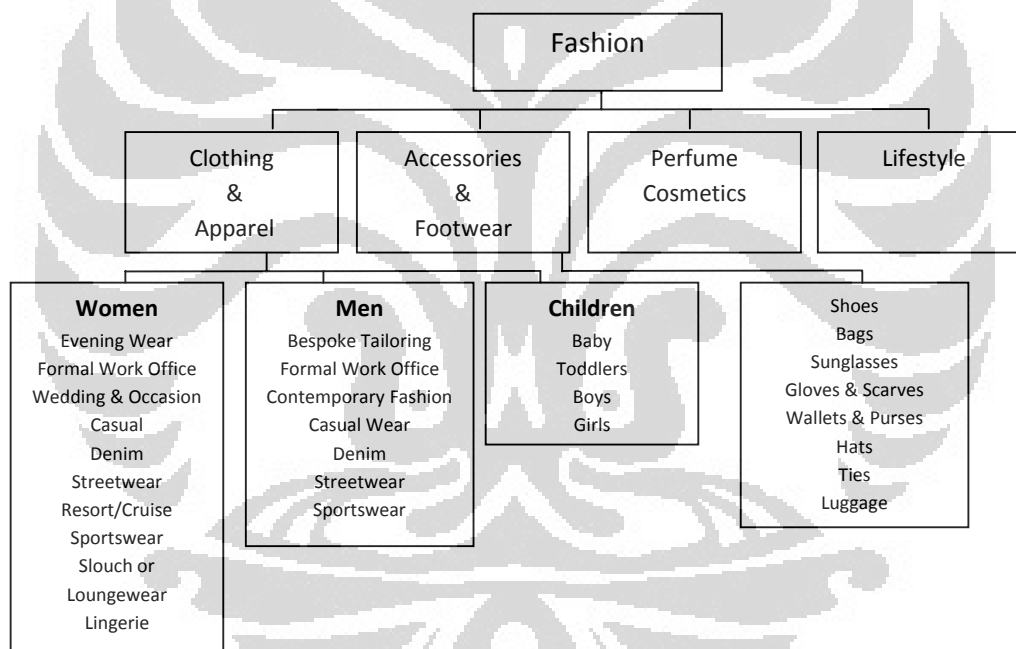 Fashion
Clothing
&
Apparel
Accessories
&
Footwear
Perfume
Cosmetics
Lifestyle
Women
Evening Wear
Formal Work Office
Wedding & Occasion
Casual
Denim
Streetwear
Resort/Cruise
Sportswear
Slouch or
Loungewear
Lingerie
Men
Bespoke Tailoring
Formal Work Office
Contemporary Fashion
Casual Wear
Denim
Streetwear
Sportswear
Children
Baby
Toddlers
Boys
Girls
Shoes
Bags
Sunglasses
Gloves & Scarves
Wallets & Purses
Hats
Ties
Luggage